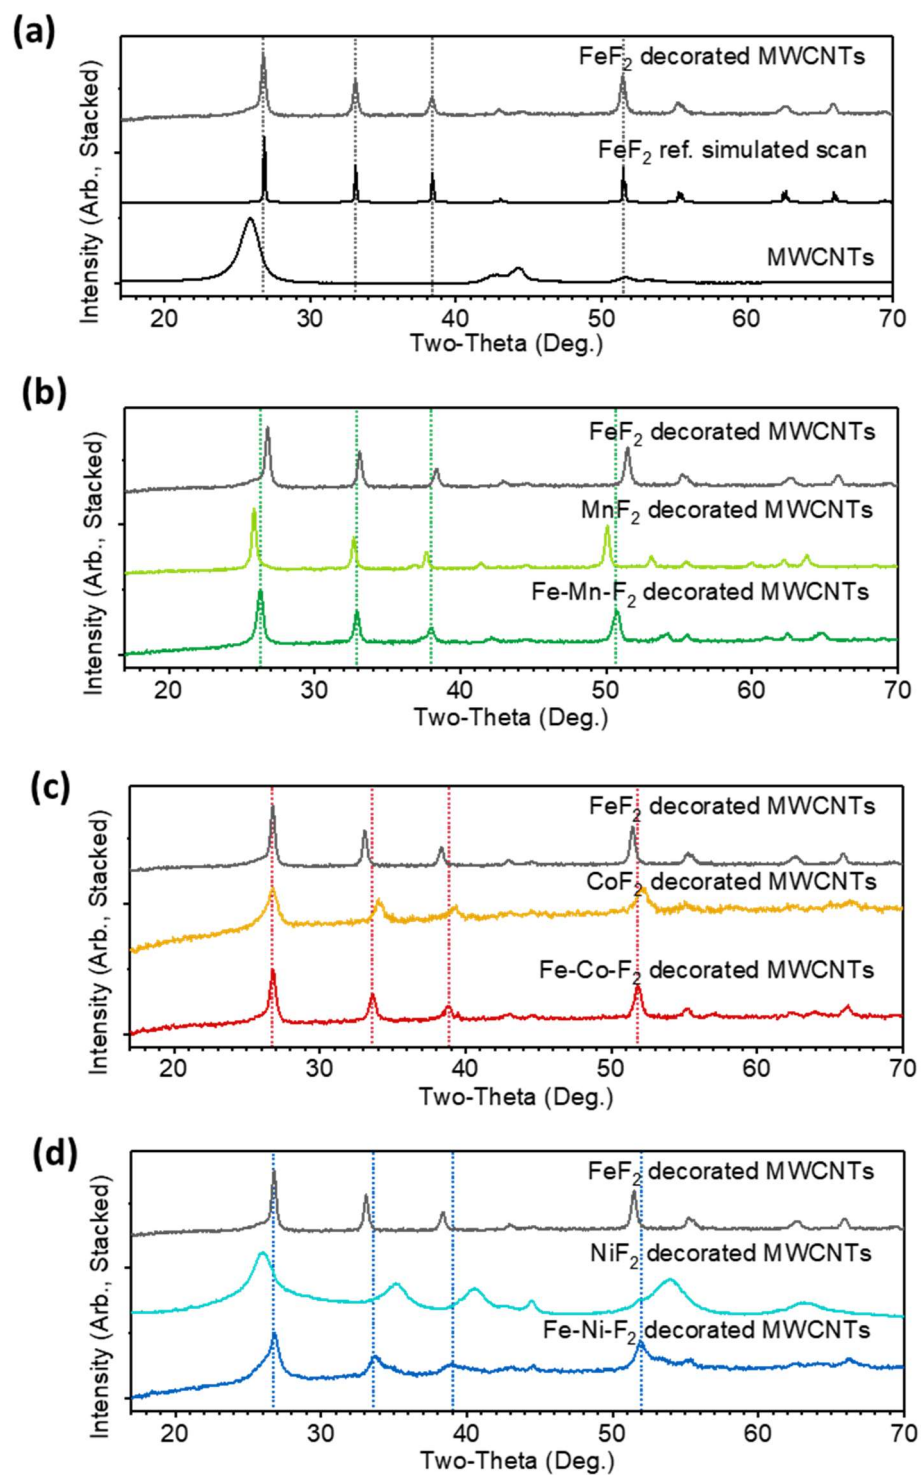 (a)
Intensity (Arb., Stacked)
FeF2 decorated MWCNTs
FeF2 ref. simulated scan
MWCNTs
20 30 40 50 60 70
Two-Theta (Deg.)
(b)
Intensity (Arb., Stacked)
FeF2 decorated MWCNTs
MnF2 decorated MWCNTs
Fe-Mn-F2 decorated MWCNTs
20 30 40 50 60 70
Two-Theta (Deg.)
(c)
Intensity (Arb., Stacked)
FeF2 decorated MWCNTs
CoF2 decorated MWCNTs
Fe-Co-F2 decorated MWCNTs
20 30 40 50 60 70
Two-Theta (Deg.)
(d)
Intensity (Arb., Stacked)
FeF2 decorated MWCNTs
NiF2 decorated MWCNTs
Fe-Ni-F2 decorated MWCNTs
20 30 40 50 60 70
Two-Theta (Deg.)